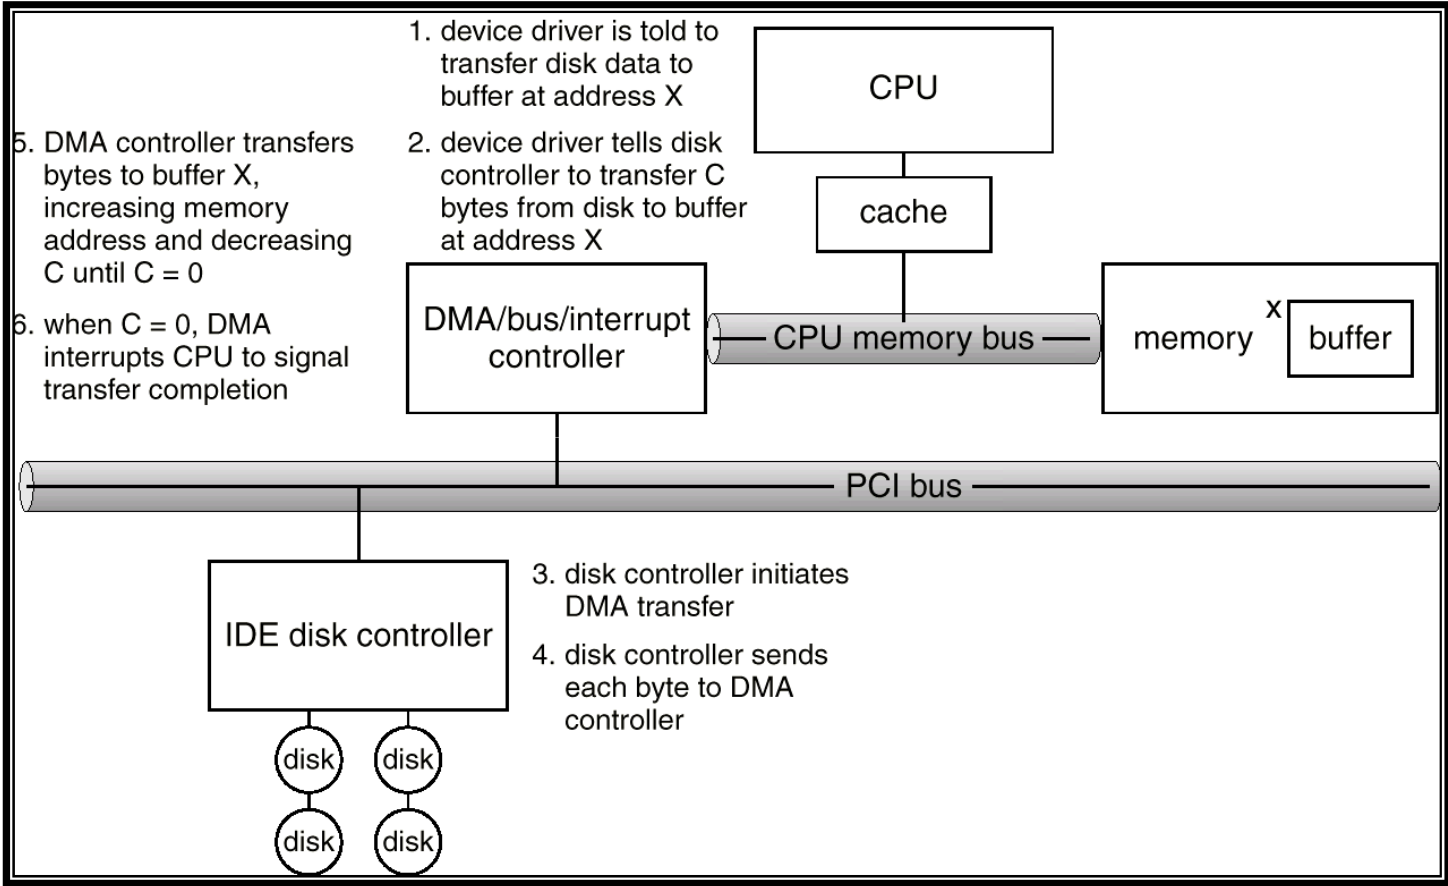 1. device driver is told to
transfer disk data to
buffer at address X
2. device driver tells disk
controller to transfer C
bytes from disk to buffer
at address X
5. DMA controller transfers
bytes to buffer X,
increasing memory
address and decreasing
C until C = 0
6. when C = 0, DMA
interrupts CPU to signal
transfer completion
CPU
cache
DMA/bus/interrupt
controller
CPU memory bus
memory
x
buffer
PCI bus
IDE disk controller
3. disk controller initiates
DMA transfer
4. disk controller sends
each byte to DMA
controller
disk
disk
disk
disk